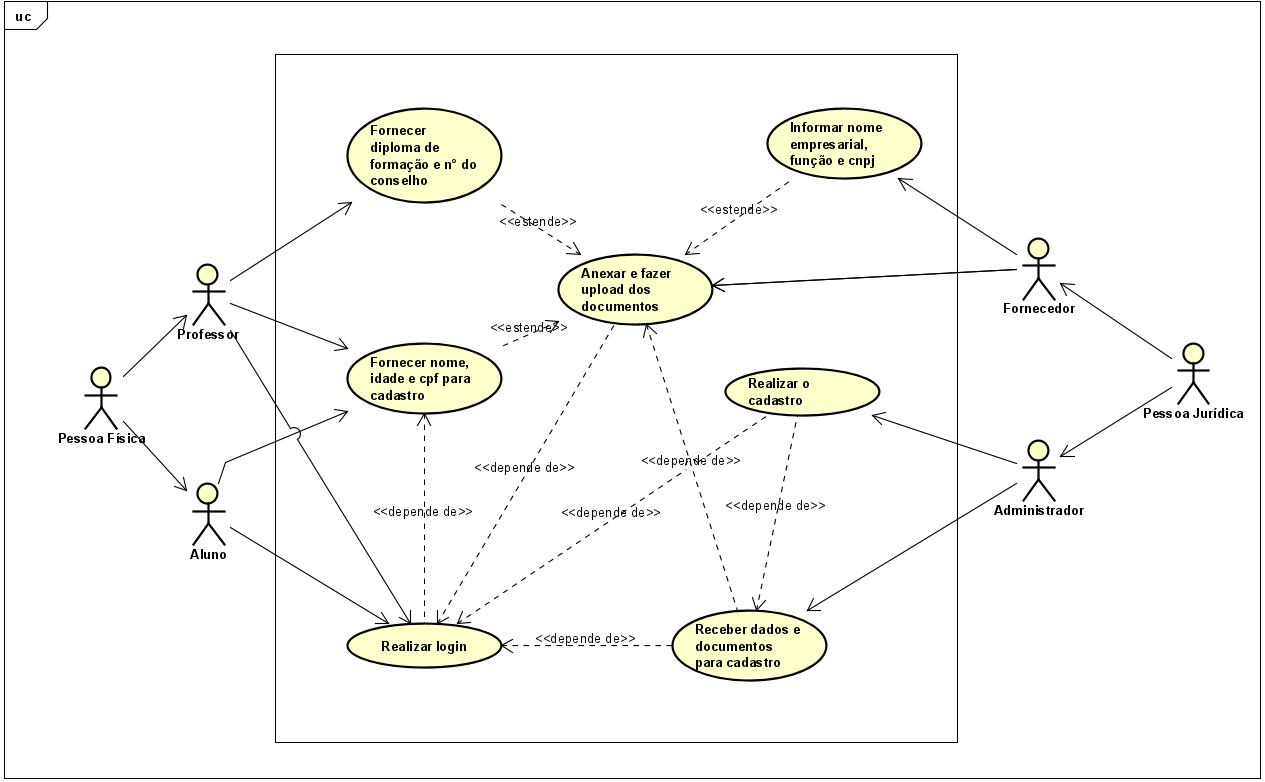 uc
Fornecer
diploma de
formação e n° do
conselho
Informar nome
empresarial,
função e cnpj
<<estende>>
<<estende>>
Anexar e fazer
upload dos
documentos
Fornecedor
Professor
<<estende>>
Fornecer nome,
idade e cpf para
cadastro
Realizar o
cadastro
Pessoa Física
Pessoa Jurídica
<<depende de>>
<<depende de>>
<<depende de>>
<<depende de>>
<<depende de>>
Administrador
Aluno
Realizar login
<<depende de>>
Receber dados e
documentos
para cadastro